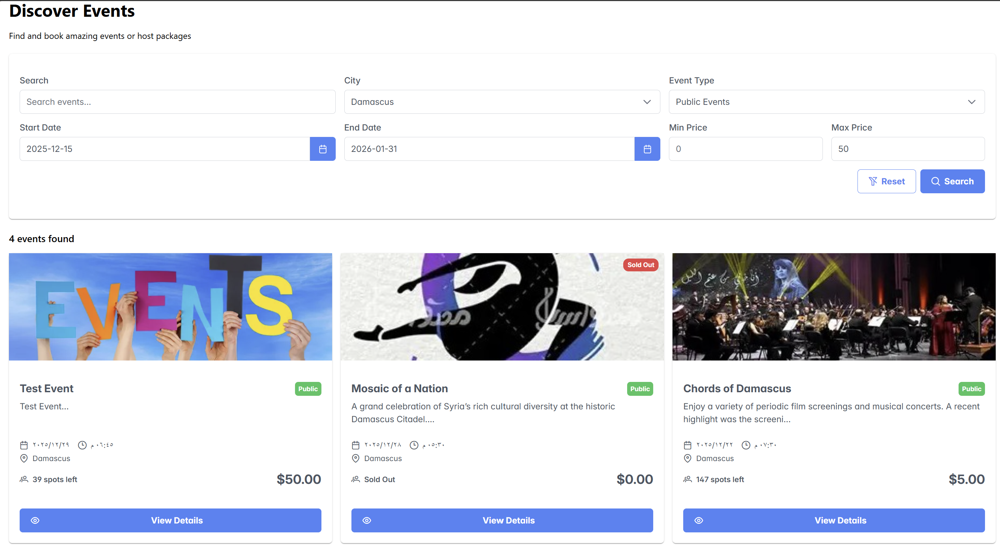 Discover Events
Find and book amazing events or host packages
Search
City
Event Type
Search events...
Damascus
Public Events
Start Date
End Date
Min Price
Max Price
2025-12-15
2026-01-31
0
50
Reset
Search
4 events found
EVENTS
Test Event
Public
Test Event...
٢٠٢٥/١٢/٢٩
٠٦:٤٥ م
Damascus
39 spots left
$50.00
View Details
Sold Out
Mosaic of a Nation
Public
A grand celebration of Syria’s rich cultural diversity at the historic
Damascus Citadel....
٢٠٢٥/١٢/٢٨
٠٥:٣٠ م
Damascus
Sold Out
$0.00
View Details
Chords of Damascus
Public
Enjoy a variety of periodic film screenings and musical concerts. A recent
highlight was the screeni...
٢٠٢٥/١٢/٢٢
٠٧:٣٠ م
Damascus
147 spots left
$5.00
View Details